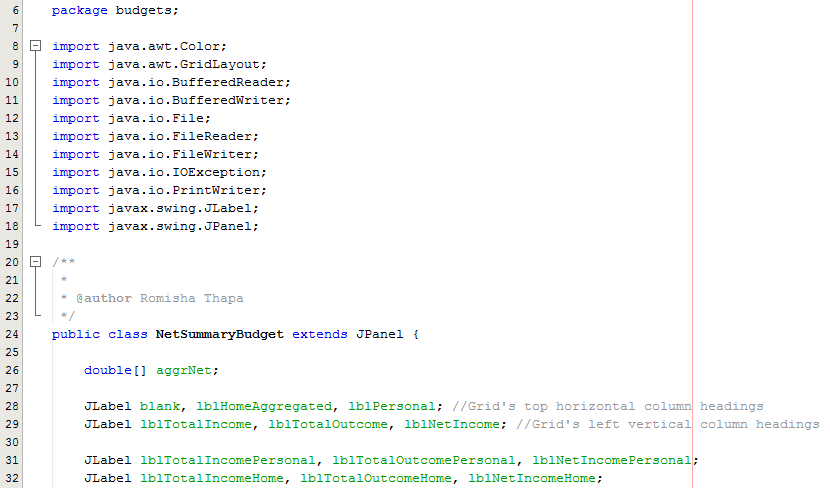 6 package budgets;
7
8 import java.awt.Color;
9 import java.awt.GridLayout;
10 import java.io.BufferedReader;
11 import java.io.BufferedWriter;
12 import java.io.File;
13 import java.io.FileReader;
14 import java.io.FileWriter;
15 import java.io.IOException;
16 import java.io.PrintWriter;
17 import javax.swing.JLabel;
18 import javax.swing.JPanel;
19
20 /**
21 *
22 * @author Romisha Thapa
23 */
24 public class NetSummaryBudget extends JPanel {
25
26 double[] aggrNet;
27
28 JLabel blank, lblHomeAggregated, lblPersonal; //Grid's top horizontal column headings
29 JLabel lblTotalIncome, lblTotalOutcome, lblNetIncome; //Grid's left vertical column headings
30
31 JLabel lblTotalIncomePersonal, lblTotalOutcomePersonal, lblNetIncomePersonal;
32 JLabel lblTotalIncomeHome, lblTotalOutcomeHome, lblNetIncomeHome;